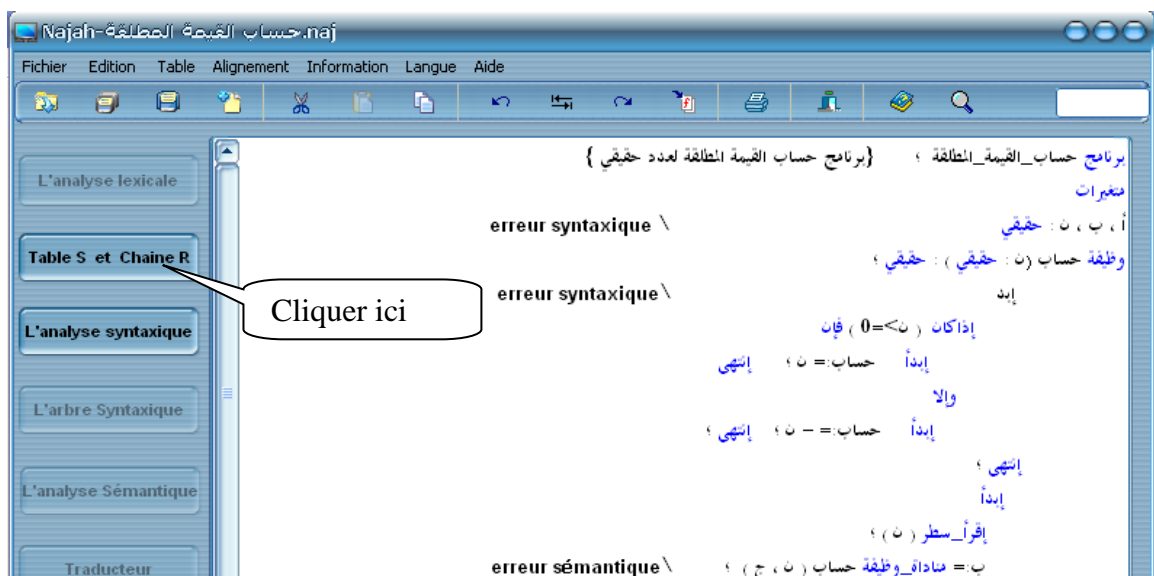 Najah-حساب القيمة المطلقة.naj
Fichier Edition Table Alignement Information Langue Aide
L'analyse lexicale
Table S et Chaine R
L'analyse syntaxique
L'arbre Syntaxique
L'analyse Sémantique
Traducteur
Cliquer ici
برنامج حساب_القيمة_المطلقة ؛ {برنامج حساب القيمة المطلقة لعدد حقيقي }
متغيرات
أ ، ب ، ن : حقيقي \ erreur syntaxique
وظيفة حساب (ن : حقيقي ) : حقيقي ؛
إبد \ erreur syntaxique
إذاكان ( ن>=0 ) فإن
إبدأ حساب:= ن ؛ إنتهى
وإلا
إبدأ حساب:= – ن ؛ إنتهى ؛
إنتهى ؛
إبدأ
إقرأ_سطر ( ن ) ؛
ب:= مناداة_وظيفة حساب ( ن ، ج ) ؛ \ erreur sémantique